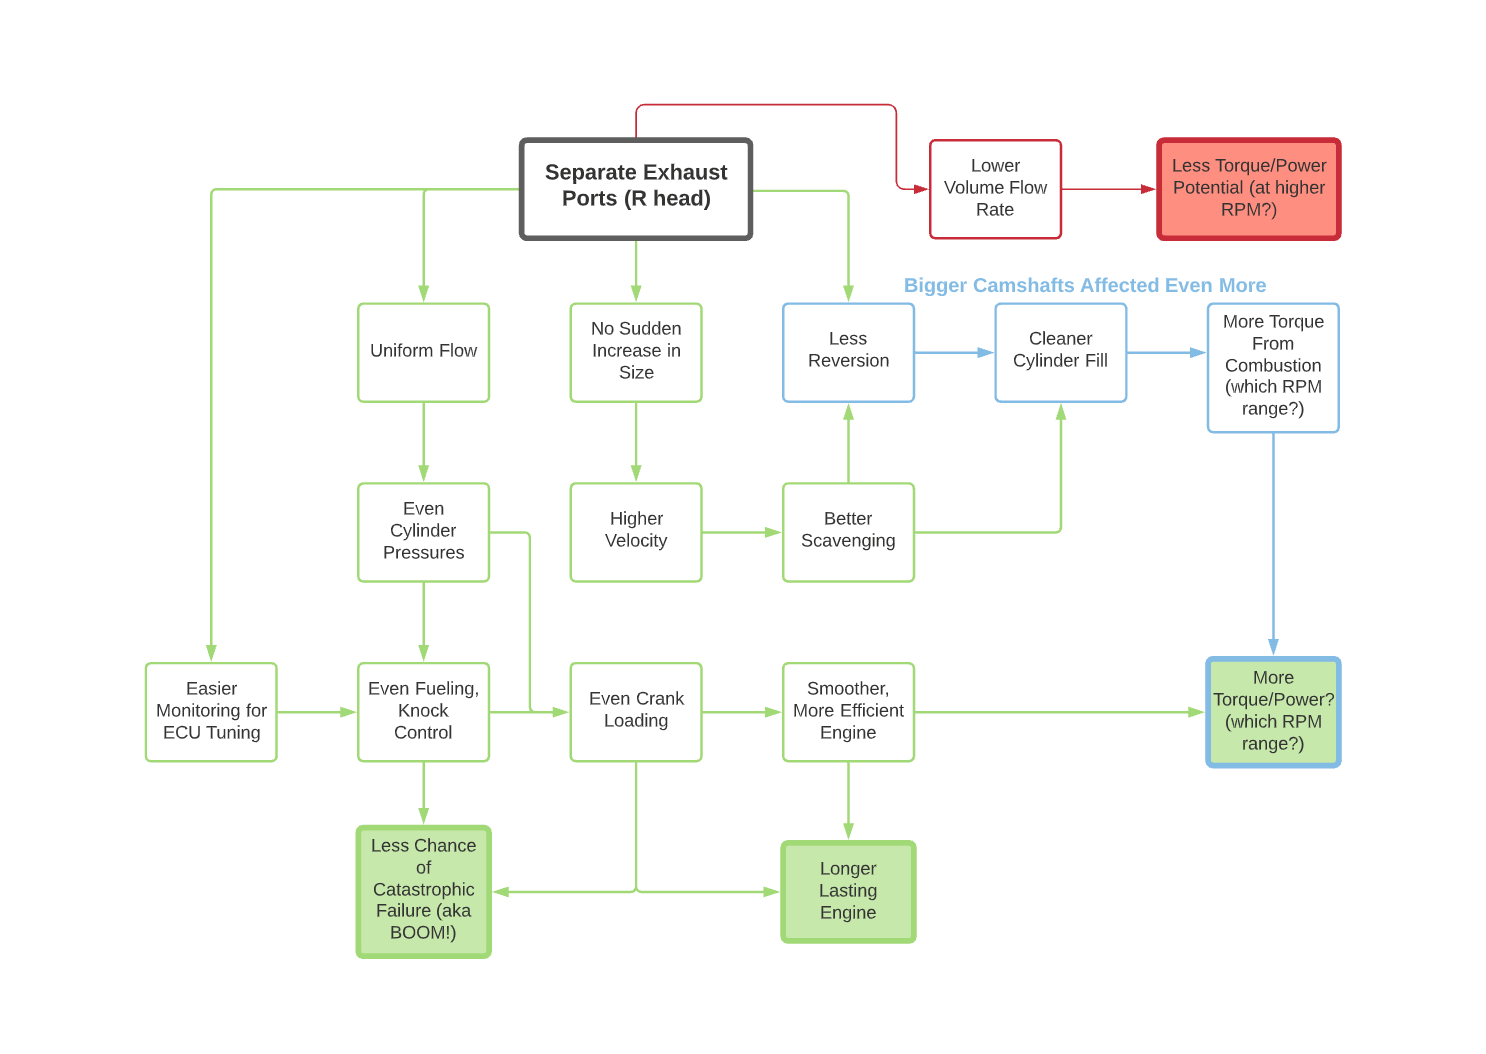 Separate Exhaust
Ports (R head)
Lower
Volume Flow
Rate
Less Torque/Power
Potential (at higher
RPM?)
Bigger Camshafts Affected Even More
Uniform Flow
No Sudden
Increase in
Size
Less
Reversion
Cleaner
Cylinder Fill
More Torque
From
Combustion
(which RPM
range?)
Even
Cylinder
Pressures
Higher
Velocity
Better
Scavenging
Easier
Monitoring for
ECU Tuning
Even Fueling,
Knock
Control
Even Crank
Loading
Smoother,
More Efficient
Engine
More
Torque/Power?
(which RPM
range?)
Less Chance
of
Catastrophic
Failure (aka
BOOM!)
Longer
Lasting
Engine